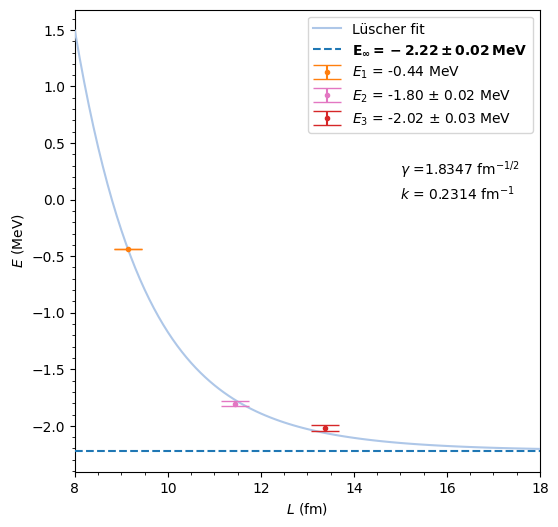 Lüscher fit
E∞ = − 2.22 ± 0.02 MeV
E₁ = -0.44 MeV
E₂ = -1.80 ± 0.02 MeV
E₃ = -2.02 ± 0.03 MeV
γ =1.8347 fm⁻¹/²
k = 0.2314 fm⁻¹
E (MeV)
1.5
1.0
0.5
0.0
−0.5
−1.0
−1.5
−2.0
8
10
12
14
16
18
L (fm)